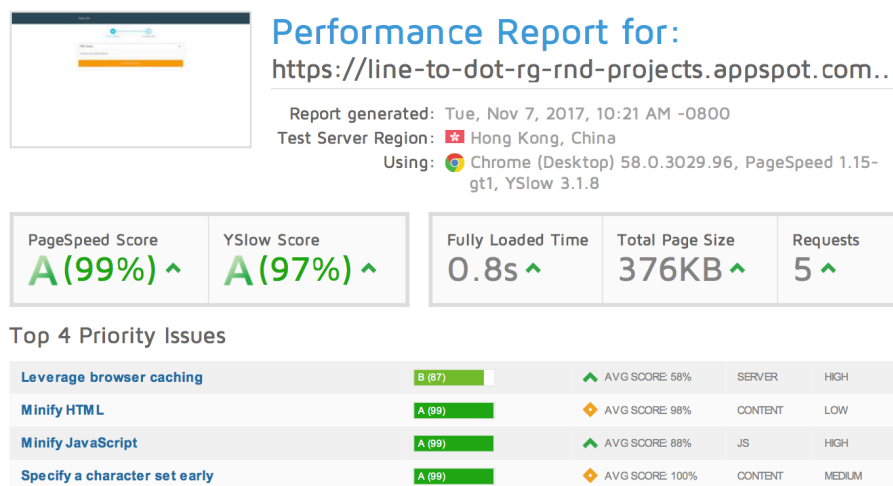 Performance Report for:
https://line-to-dot-rg-rnd-projects.appspot.com..
Report generated: Tue, Nov 7, 2017, 10:21 AM -0800
Test Server Region: Hong Kong, China
Using: Chrome (Desktop) 58.0.3029.96, PageSpeed 1.15-
gt1, YSlow 3.1.8
PageSpeed Score YSlow Score Fully Loaded Time Total Page Size Requests
A (99%) A (97%) 0.8s 376KB 5
Top 4 Priority Issues
Leverage browser caching B (87) AVG SCORE: 58% SERVER HIGH
Minify HTML A (99) AVG SCORE: 98% CONTENT LOW
Minify JavaScript A (99) AVG SCORE: 88% JS HIGH
Specify a character set early A (99) AVG SCORE: 100% CONTENT MEDIUM